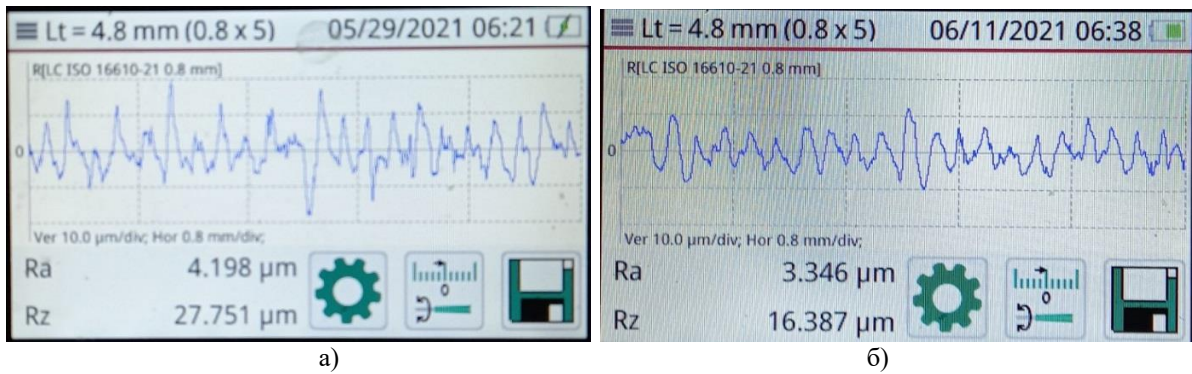 Lt = 4.8 mm (0.8 x 5) 05/29/2021 06:21
R[LC ISO 16610-21 0.8 mm]
0
Ver 10.0 µm/div; Hor 0.8 mm/div;
Ra 4.198 µm
Rz 27.751 µm
0
а)
Lt = 4.8 mm (0.8 x 5) 06/11/2021 06:38
R[LC ISO 16610-21 0.8 mm]
0
Ver 10.0 µm/div; Hor 0.8 mm/div;
Ra 3.346 µm
Rz 16.387 µm
0
б)